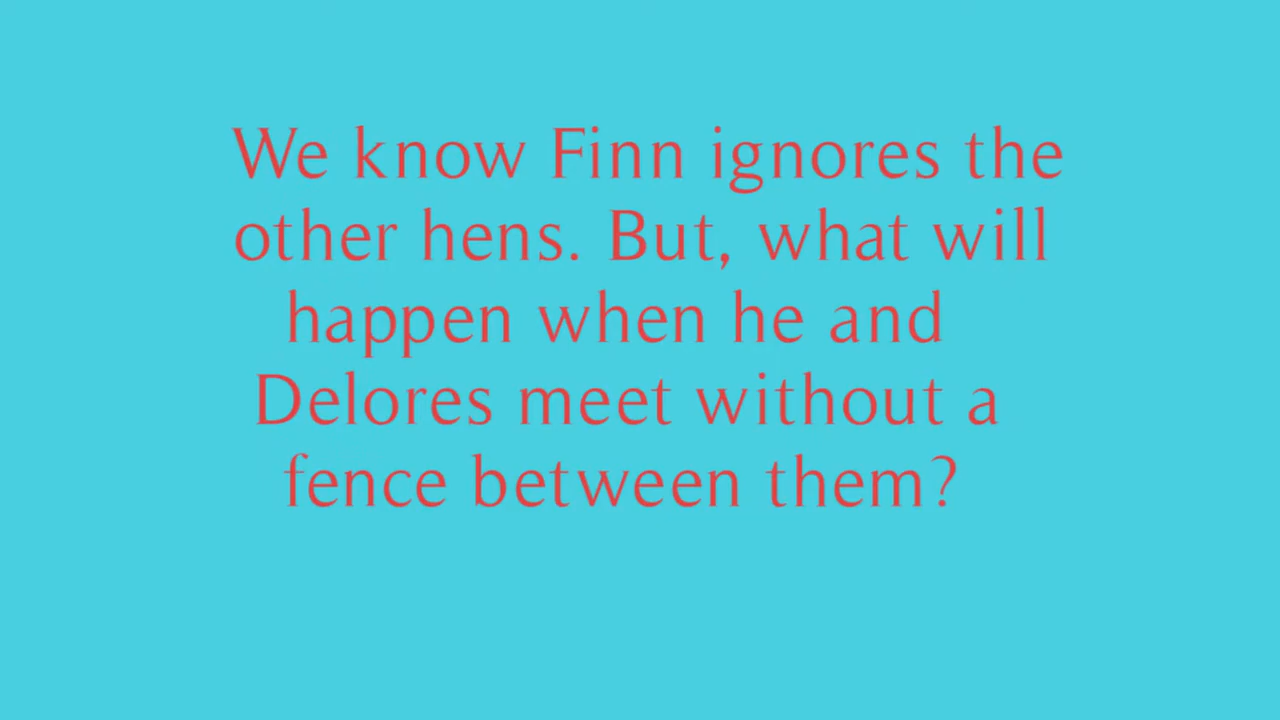 We know Finn ignores the
other hens. But, what will
happen when he and
Delores meet without a
fence between them?